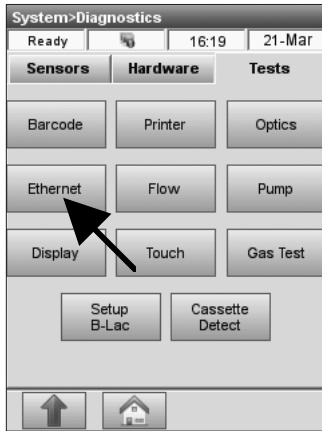 System>Diagnostics
Ready 16:19 21-Mar
Sensors Hardware Tests
Barcode Printer Optics
Ethernet Flow Pump
Display Touch Gas Test
Setup B-Lac
Cassette Detect